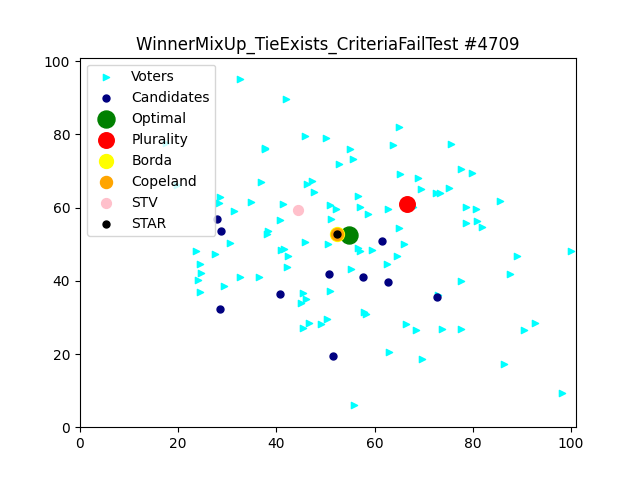 WinnerMixUp_TieExists_CriteriaFailTest #4709
100
80
60
40
20
0
0 20 40 60 80 100
Voters
Candidates
Optimal
Plurality
Borda
Copeland
STV
STAR